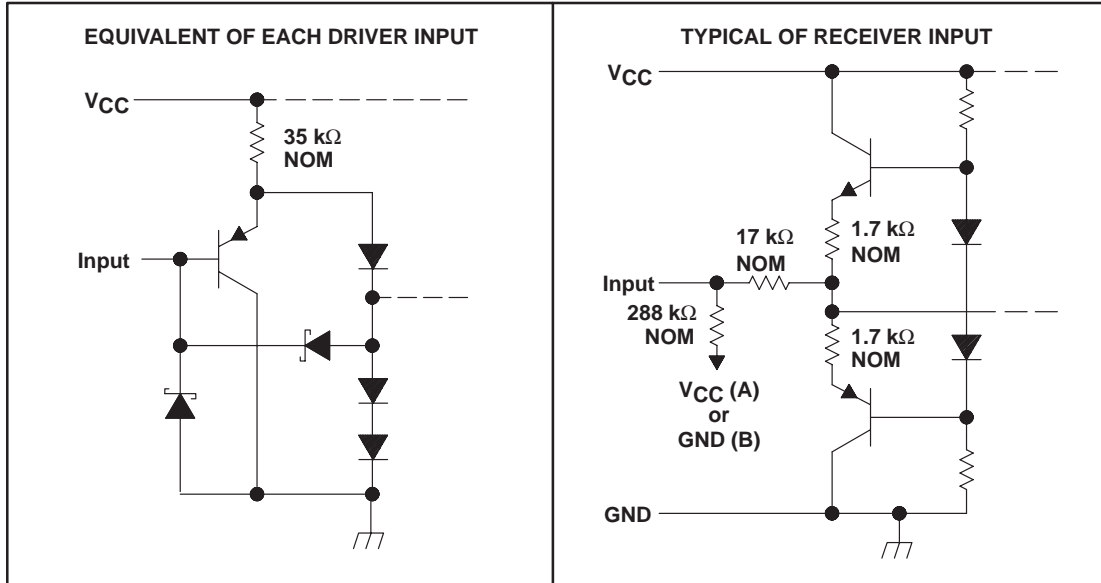 EQUIVALENT OF EACH DRIVER INPUT
VCC
35 kΩ
NOM
Input
TYPICAL OF RECEIVER INPUT
VCC
17 kΩ
NOM
1.7 kΩ
NOM
Input
288 kΩ
NOM
1.7 kΩ
NOM
VCC (A)
or
GND (B)
GND